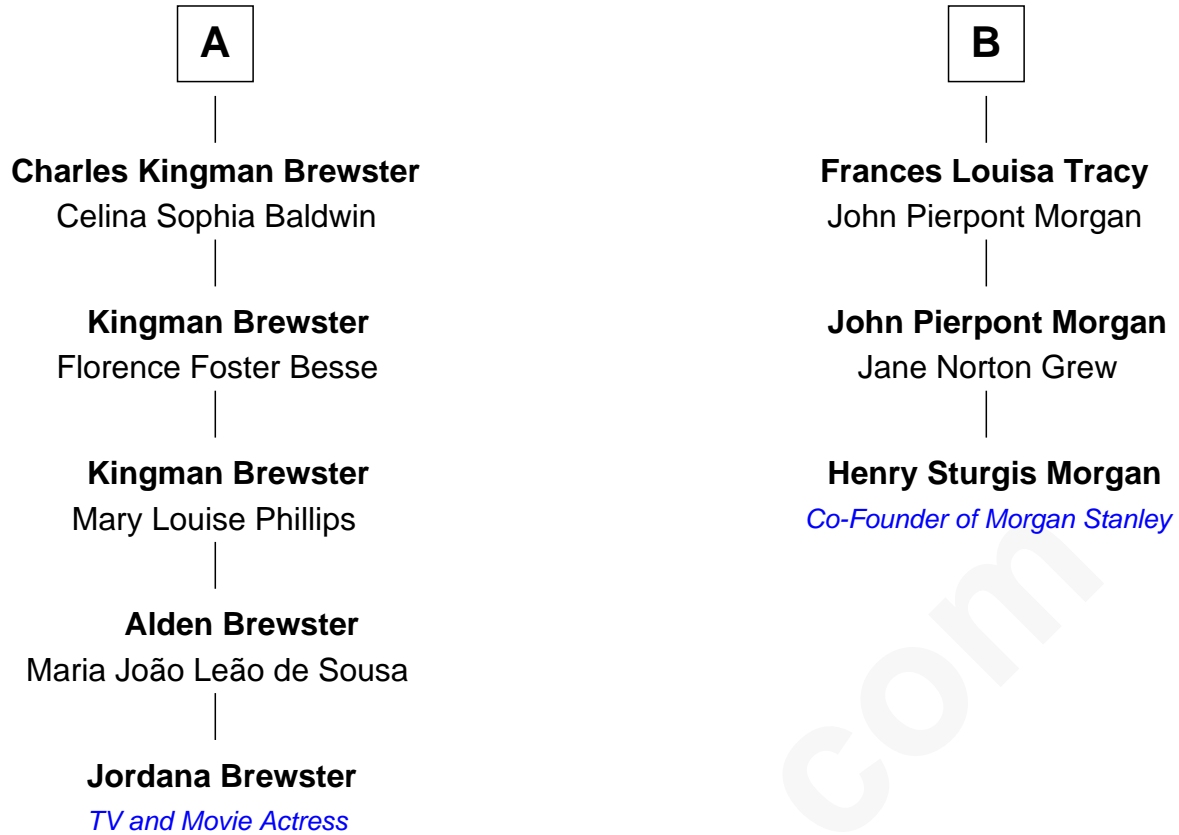 A
Charles Kingman Brewster
Celina Sophia Baldwin
Kingman Brewster
Florence Foster Besse
Kingman Brewster
Mary Louise Phillips
Alden Brewster
Maria João Leão de Sousa
Jordana Brewster
TV and Movie Actress
B
Frances Louisa Tracy
John Pierpont Morgan
John Pierpont Morgan
Jane Norton Grew
Henry Sturgis Morgan
Co-Founder of Morgan Stanley
com